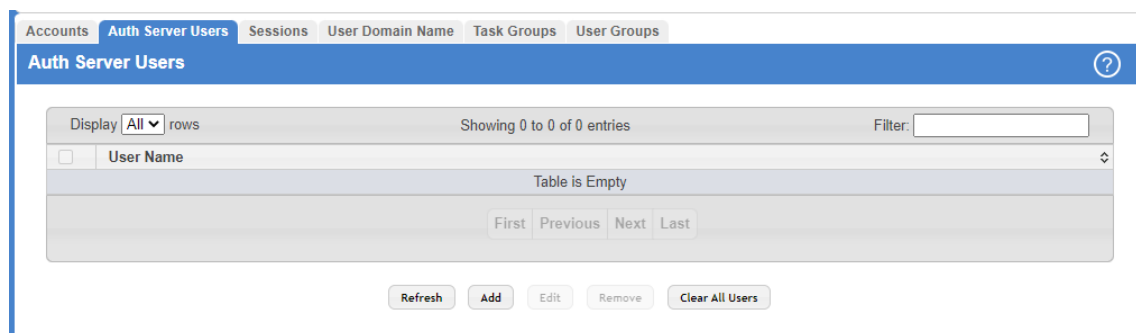 Accounts Auth Server Users Sessions User Domain Name Task Groups User Groups
Auth Server Users ?
Display All rows Showing 0 to 0 of 0 entries Filter:
User Name
Table is Empty
First Previous Next Last
Refresh Add Edit Remove Clear All Users